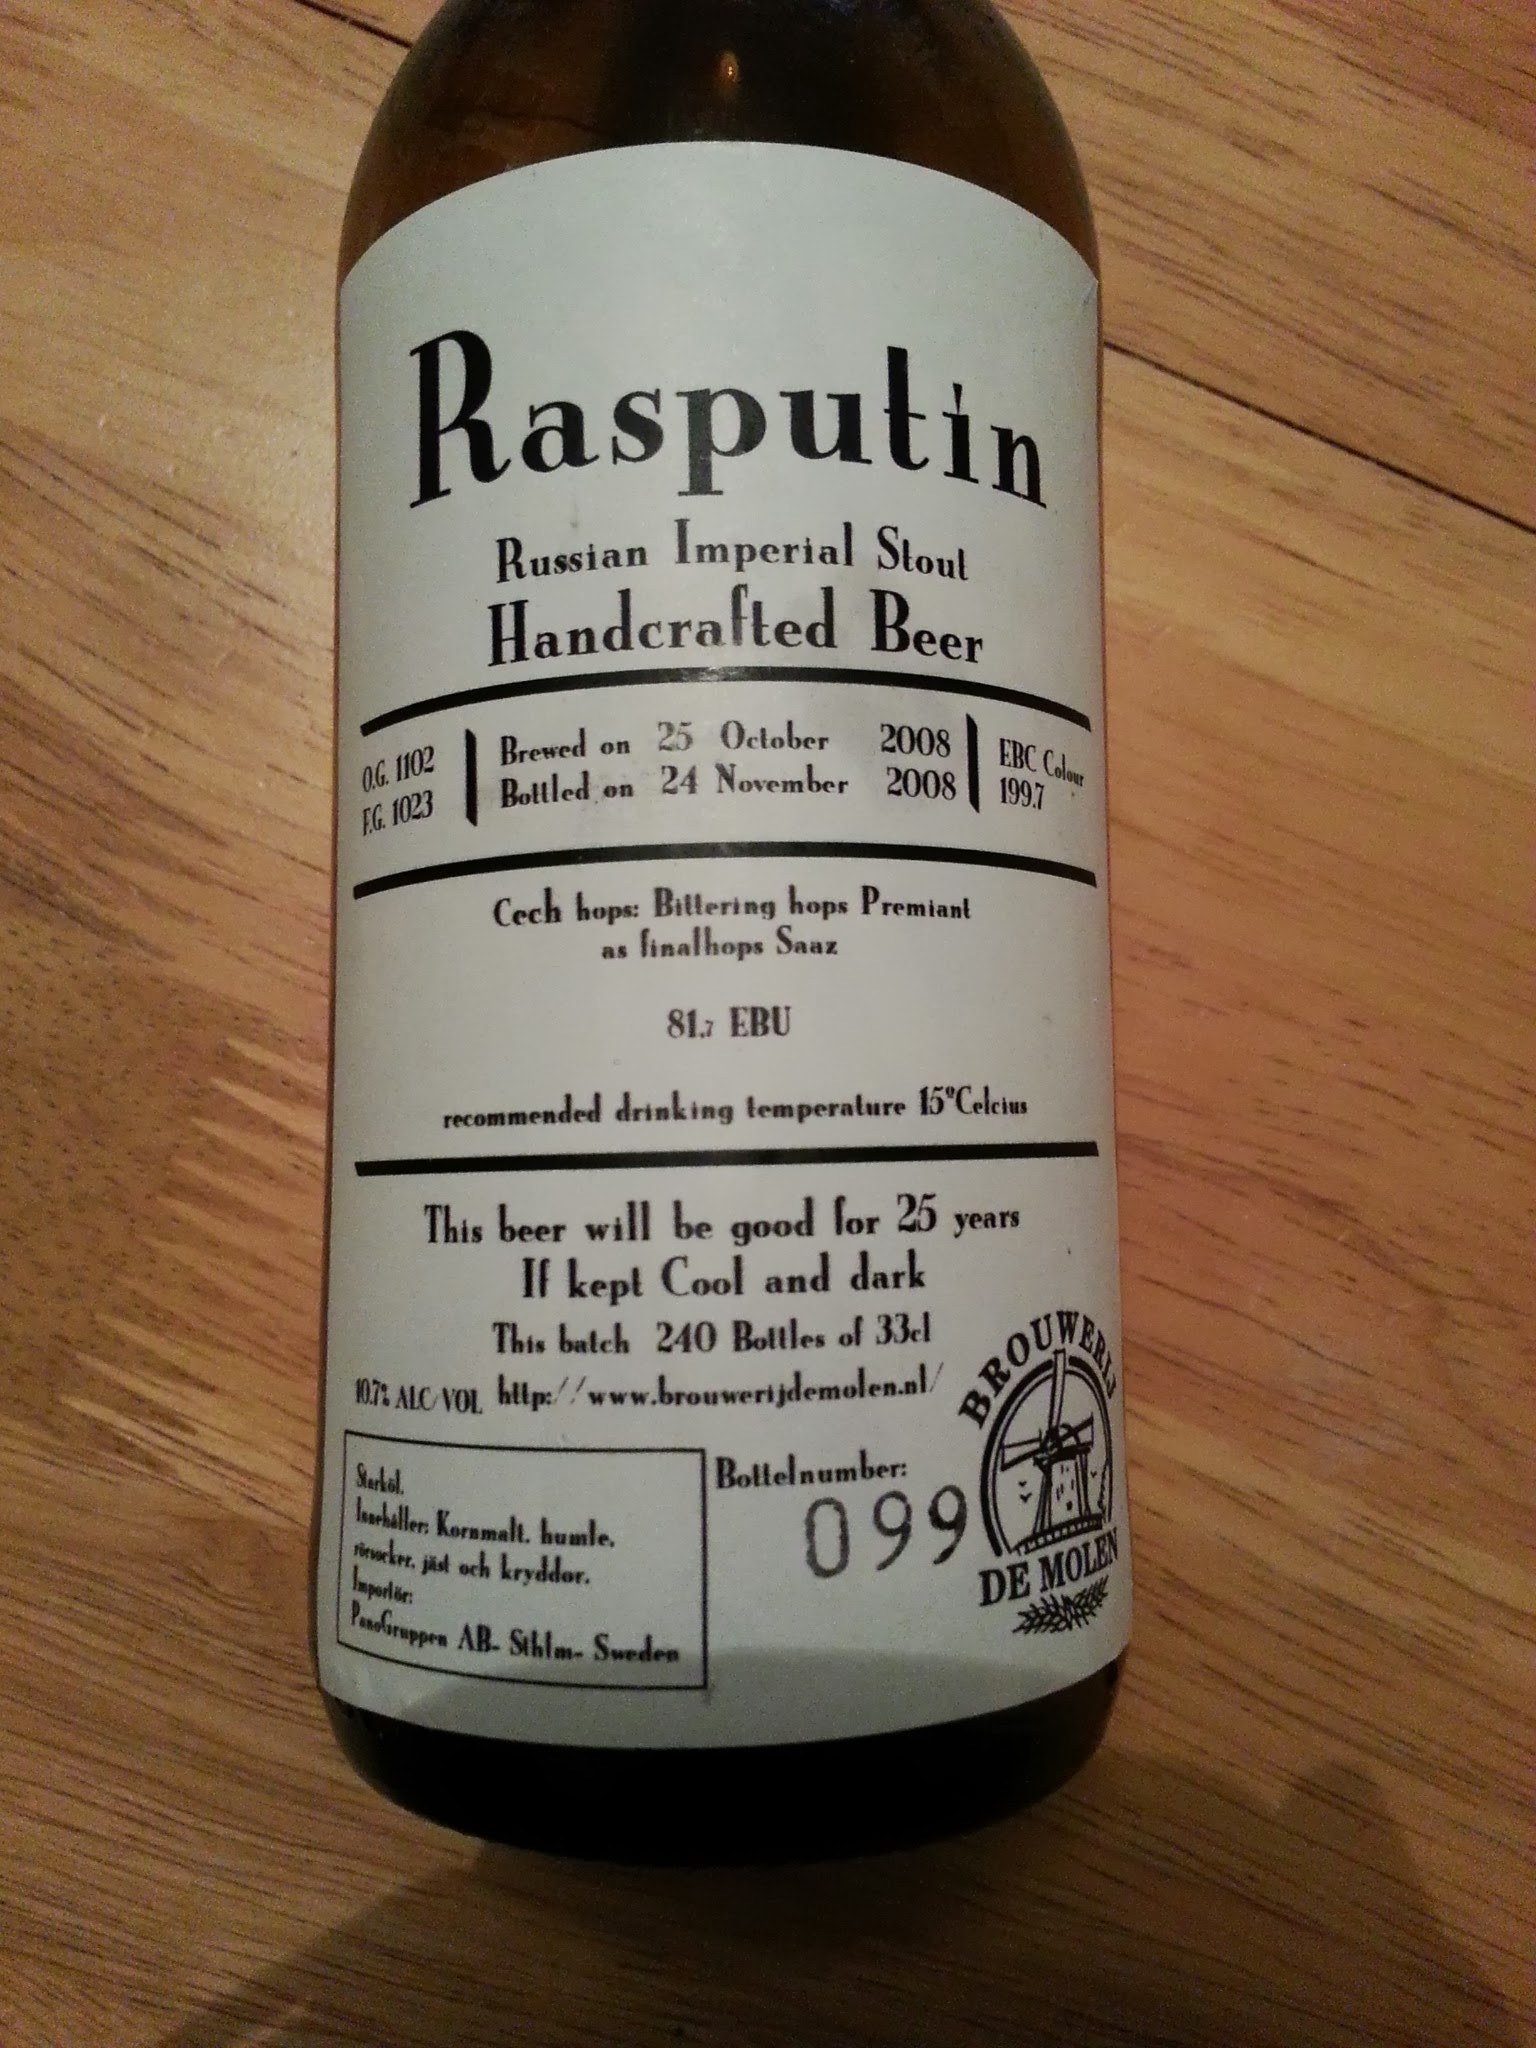 Rasputin
Russian Imperial Stout
Handcrafted Beer
O.G. 1102
F.G. 1023
Brewed on 25 October 2008
Bottled on 24 November 2008
EBC Colour
199.7
Cech hops: Bittering hops Premiant
as finalhops Saaz
81.7 EBU
recommended drinking temperature 15°Celcius
This beer will be good for 25 years
If kept Cool and dark
This batch 240 Bottles of 33cl
10.7% ALC/VOL http://www.brouwerijdemolen.nl/
Starköl.
Innehåller: Kornmalt, humle,
rörsocker, jäst och kryddor.
Importör:
PanoGruppen AB- Sthlm- Sweden
Bottelnumber:
099
BROUWERIJ
DE MOLEN